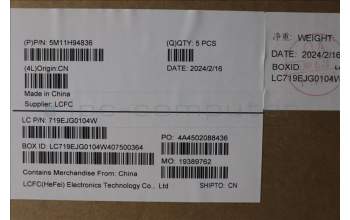 (P)P/N: 5M11H94836
(Q)QTY: 5 PCS
(4L)Origin:CN
DATE: 2024/2/16
Made in China
Supplier: LCFC
LC P/N: 719EJG0104W
PO: 4A4502088436
BOX ID: LC719EJG0104W407500364
MO: 19389762
Contains Merchandise From: China
LCFC(HeFei) Electronics Technology Co., Ltd
SHIPTO: CN
净重: WEIGHT:
DATE: 2024/2/16
BOXID
LC719EJG0104W